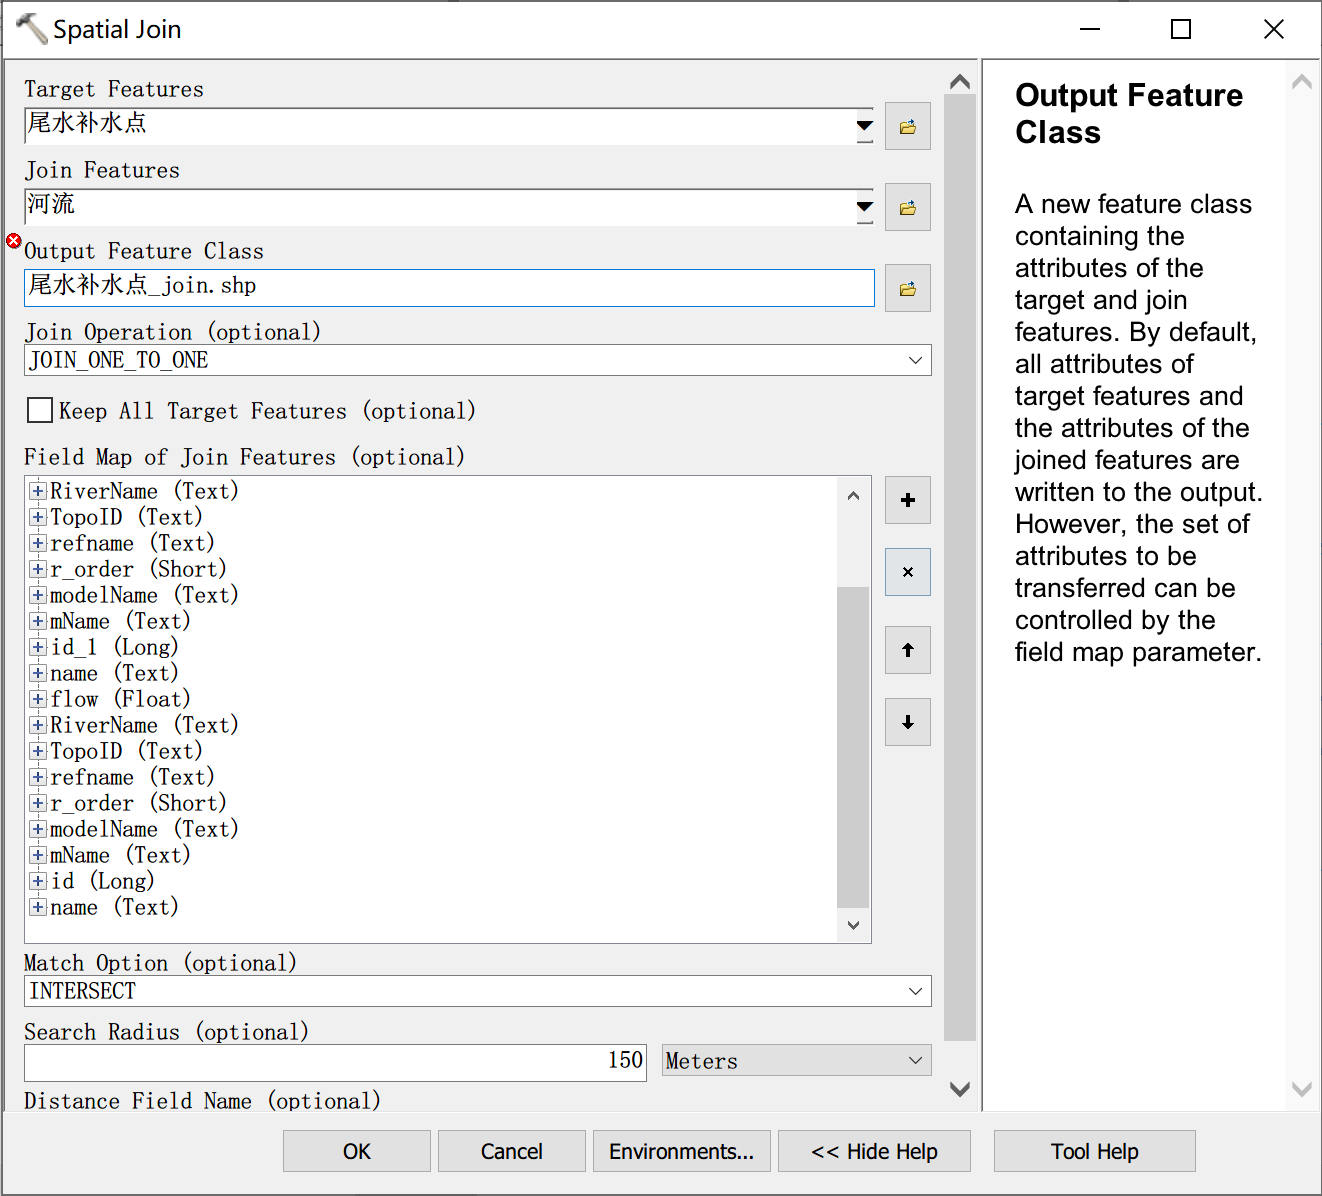 Spatial Join
Target Features
尾水补水点
Join Features
河流
Output Feature Class
尾水补水点_join.shp
Join Operation (optional)
JOIN_ONE_TO_ONE
Keep All Target Features (optional)
Field Map of Join Features (optional)
RiverName (Text)
TopoID (Text)
refname (Text)
r_order (Short)
modelName (Text)
mName (Text)
id_1 (Long)
name (Text)
flow (Float)
RiverName (Text)
TopoID (Text)
refname (Text)
r_order (Short)
modelName (Text)
mName (Text)
id (Long)
name (Text)
Match Option (optional)
INTERSECT
Search Radius (optional)
150 Meters
Distance Field Name (optional)
OK Cancel Environments... << Hide Help Tool Help
Output Feature
Class
A new feature class
containing the
attributes of the
target and join
features. By default,
all attributes of
target features and
the attributes of the
joined features are
written to the output.
However, the set of
attributes to be
transferred can be
controlled by the
field map parameter.